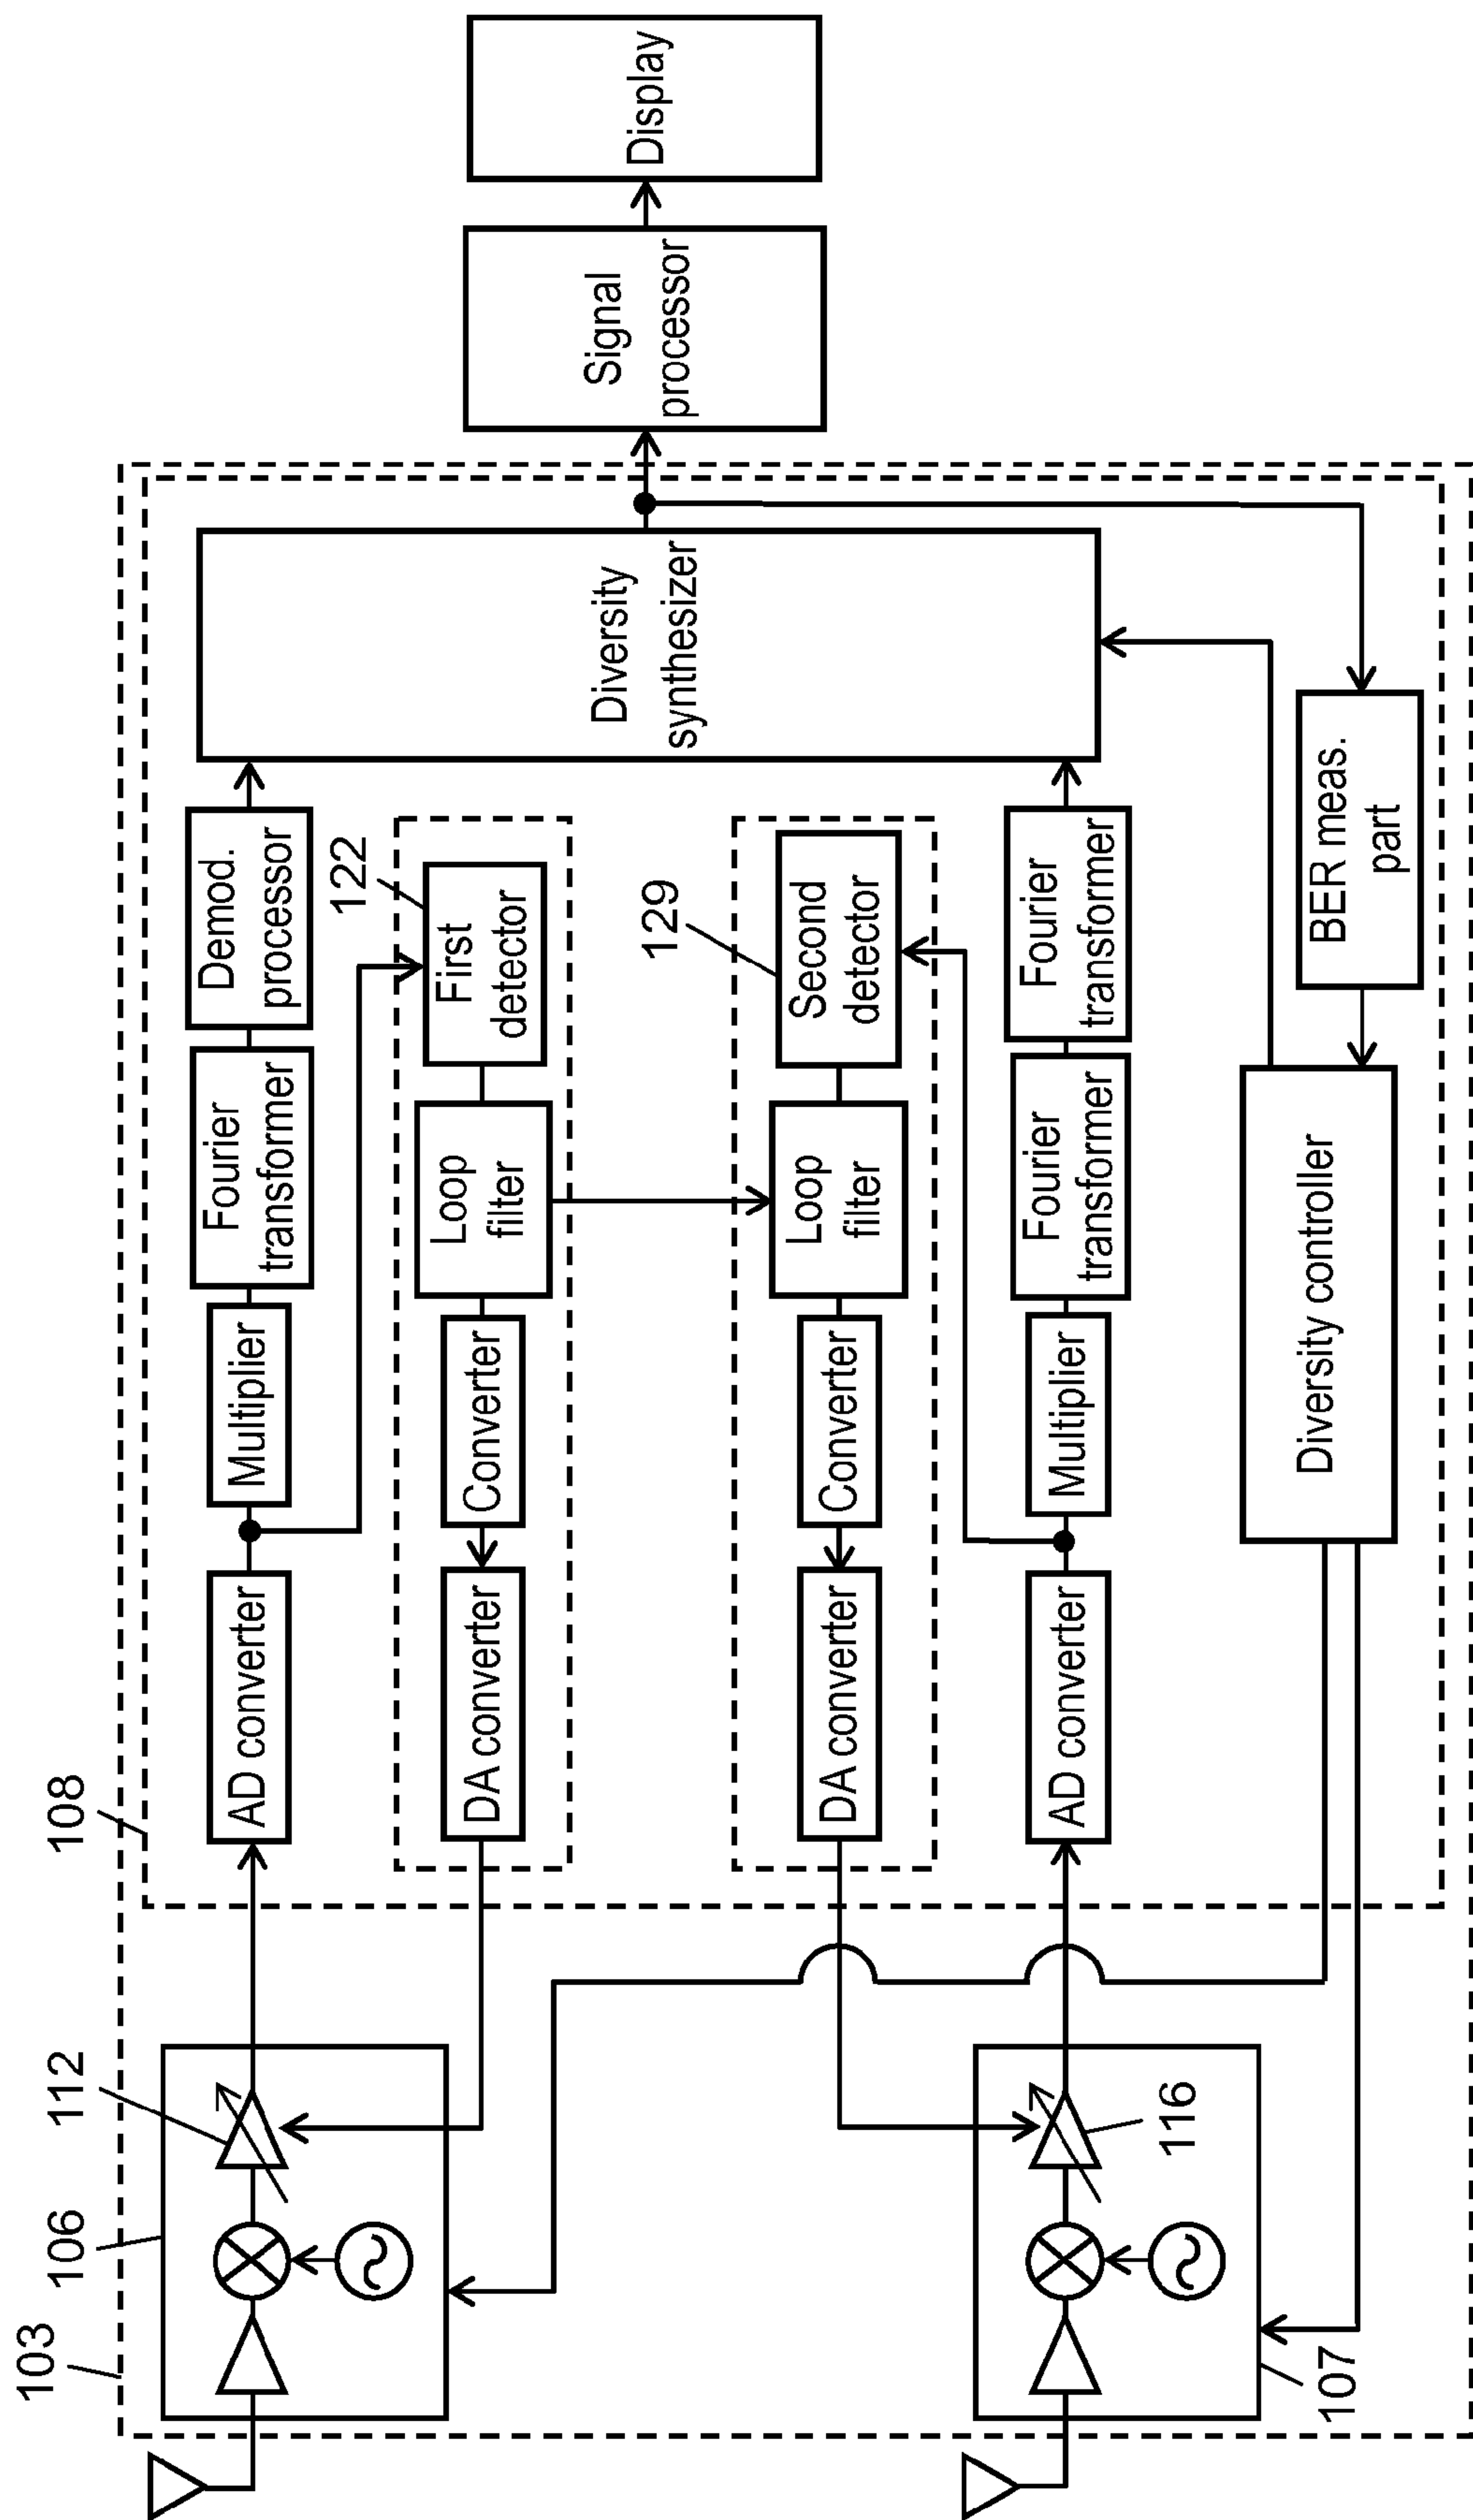 103
106
112
108
AD converter
Multiplier
Fourier
transformer
Demod.
processor
122
DA converter
Converter
Loop
filter
First
detector
Diversity
synthesizer
Signal
processor
Display
129
DA converter
Converter
Loop
filter
Second
detector
116
AD converter
Multiplier
Fourier
transformer
Fourier
transformer
107
Diversity controller
BER meas.
part